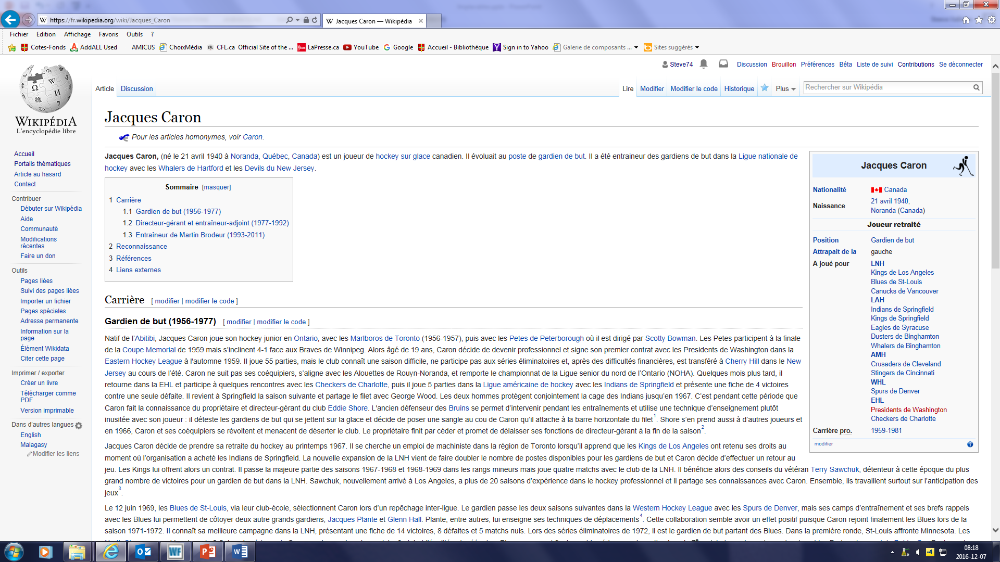 https://fr.wikipedia.org/wiki/Jacques_Caron
Jacques Caron — Wikipédia
Fichier Edition Affichage Favoris Outils ?
Cotes-Fonds AddALL Used AMICUS ChoixMédia CFL.ca Official Site of the ... LaPresse.ca YouTube Google Accueil - Bibliothèque Sign in to Yahoo Galerie de composants ... Sites suggérés
Steve74 Discussion Brouillon Préférences Bêta Liste de suivi Contributions Se déconnecter
Article Discussion Lire Modifier Modifier le code Historique Plus Rechercher sur Wikipédia
WIKIPÉDIA
L'encyclopédie libre
Accueil
Portails thématiques
Article au hasard
Contact
Contribuer
Débuter sur Wikipédia
Aide
Communauté
Modifications
récentes
Faire un don
Outils
Pages liées
Suivi des pages liées
Importer un fichier
Pages spéciales
Adresse permanente
Information sur la
page
Élément Wikidata
Citer cette page
Imprimer / exporter
Créer un livre
Télécharger comme
PDF
Version imprimable
Dans d'autres langues
English
Malagasy
Modifier les liens
Jacques Caron
Pour les articles homonymes, voir Caron.
Jacques Caron, (né le 21 avril 1940 à Noranda, Québec, Canada) est un joueur de hockey sur glace canadien. Il évoluait au poste de gardien de but. Il a été entraineur des gardiens de but dans la Ligue nationale de
hockey avec les Whalers de Hartford et les Devils du New Jersey.
Sommaire [masquer]
1 Carrière
1.1 Gardien de but (1956-1977)
1.2 Directeur-gérant et entraîneur-adjoint (1977-1992)
1.3 Entraîneur de Martin Brodeur (1993-2011)
2 Reconnaissance
3 Références
4 Liens externes
Carrière [ modifier | modifier le code ]
Gardien de but (1956-1977) [ modifier | modifier le code ]
Natif de l'Abitibi, Jacques Caron joue son hockey junior en Ontario, avec les Marlboros de Toronto (1956-1957), puis avec les Petes de Peterborough où il est dirigé par Scotty Bowman. Les Petes participent à la finale
de la Coupe Memorial de 1959 mais s'inclinent 4-1 face aux Braves de Winnipeg. Alors âgé de 19 ans, Caron décide de devenir professionnel et signe son premier contrat avec les Presidents de Washington dans la
Eastern Hockey League à l'automne 1959. Il joue 55 parties, mais le club connaît une saison difficile, ne participe pas aux séries éliminatoires et, après des difficultés financières, est transféré à Cherry Hill dans le New
Jersey au cours de l'été. Caron ne suit pas ses coéquipiers, s'aligne avec les Alouettes de Rouyn-Noranda, et remporte le championnat de la Ligue senior du nord de l'Ontario (NOHA). Quelques mois plus tard, il
retourne dans la EHL et participe à quelques rencontres avec les Checkers de Charlotte, puis il joue 5 parties dans la Ligue américaine de hockey avec les Indians de Springfield et présente une fiche de 4 victoires
contre une seule défaite. Il revient à Springfield la saison suivante et partage le filet avec George Wood. Les deux hommes protègent conjointement la cage des Indians jusqu'en 1967. C'est pendant cette période que
Caron fait la connaissance du propriétaire et directeur-gérant du club Eddie Shore. L'ancien défenseur des Bruins se permet d'intervenir pendant les entraînements et utilise une technique d'enseignement plutôt
inusitée avec son joueur : il déteste les gardiens de but qui se jettent sur la glace et décide de poser une sangle au cou de Caron qu'il attache à la barre horizontale du filet1. Shore s'en prend aussi à d'autres joueurs et
en 1966, Caron et ses coéquipiers se révoltent et menacent de déserter le club. Le propriétaire finit par céder et promet de délaisser ses fonctions de directeur-gérant à la fin de la saison2.
Jacques Caron décide de prendre sa retraite du hockey au printemps 1967. Il se cherche un emploi de machiniste dans la région de Toronto lorsqu'il apprend que les Kings de Los Angeles ont retenu ses droits au
moment où l'organisation a acheté les Indians de Springfield. La nouvelle expansion de la LNH vient de faire doubler le nombre de postes disponibles pour les gardiens de but et Caron décide d'effectuer un retour au
jeu. Les Kings lui offrent alors un contrat. Il passe la majeure partie des saisons 1967-1968 et 1968-1969 dans les rangs mineurs mais joue quatre matchs avec le club de la LNH. Il bénéficie alors des conseils du vétéran Terry Sawchuk, détenteur à cette époque du plus
grand nombre de victoires pour un gardien de but dans la LNH. Sawchuk, nouvellement arrivé à Los Angeles, a plus de 20 saisons d'expérience dans le hockey professionnel et il partage ses connaissances avec Caron. Ensemble, ils travaillent surtout sur l'anticipation des
jeux3.
Le 12 juin 1969, les Blues de St-Louis, via leur club-école, sélectionnent Caron lors d'un repêchage inter-ligue. Le gardien passe les deux saisons suivantes dans la Western Hockey League avec les Spurs de Denver, mais ses camps d'entraînement et ses brefs rappels
avec les Blues lui permettent de côtoyer deux autre grands gardiens, Jacques Plante et Glenn Hall. Plante, entre autres, lui enseigne ses techniques de déplacements4. Cette collaboration semble avoir un effet positif puisque Caron rejoint finalement les Blues lors de la
saison 1971-1972. Il connaît sa meilleure campagne dans la LNH, présentant une fiche de 14 victoires, 8 défaites et 5 matchs nuls. Lors des séries éliminatoires de 1972, il est le gardien de but partant des Blues. Dans la première ronde, St-Louis affronte Minnesota. Les
Jacques Caron
Nationalité Canada
Naissance 21 avril 1940,
Noranda (Canada)
Joueur retraité
Position Gardien de but
Attrapait de la gauche
A joué pour LNH
Kings de Los Angeles
Blues de St-Louis
Canucks de Vancouver
LAH
Indians de Springfield
Kings de Springfield
Eagles de Syracuse
Dusters de Binghamton
Whalers de Binghamton
AMH
Crusaders de Cleveland
Stingers de Cincinnati
WHL
Spurs de Denver
EHL
Presidents de Washington
Checkers de Charlotte
Carrière pro. 1959-1981
modifier
08:18
2016-12-07